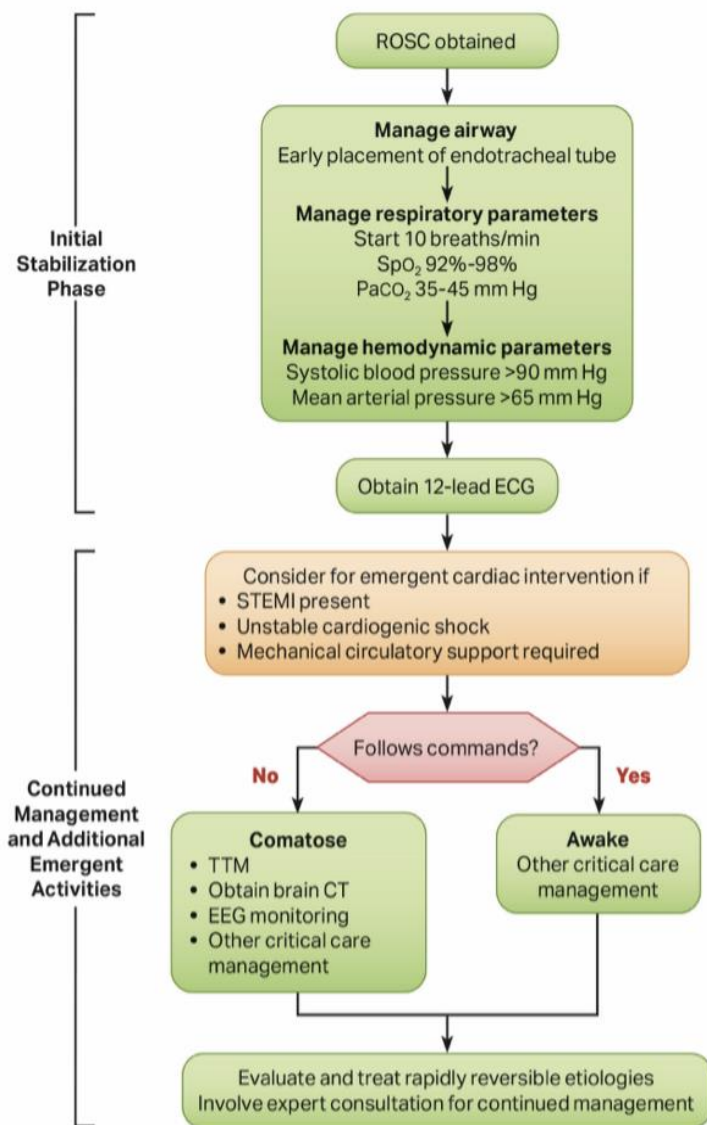 ROSC obtained
Manage airway
Early placement of endotracheal tube
Manage respiratory parameters
Start 10 breaths/min
SpO₂ 92%-98%
PaCO₂ 35-45 mm Hg
Manage hemodynamic parameters
Systolic blood pressure >90 mm Hg
Mean arterial pressure >65 mm Hg
Initial
Stabilization
Phase
Obtain 12-lead ECG
Consider for emergent cardiac intervention if
• STEMI present
• Unstable cardiogenic shock
• Mechanical circulatory support required
Follows commands?
No
Yes
Continued
Management
and Additional
Emergent
Activities
Comatose
• TTM
• Obtain brain CT
• EEG monitoring
• Other critical care
management
Awake
Other critical care
management
Evaluate and treat rapidly reversible etiologies
Involve expert consultation for continued management